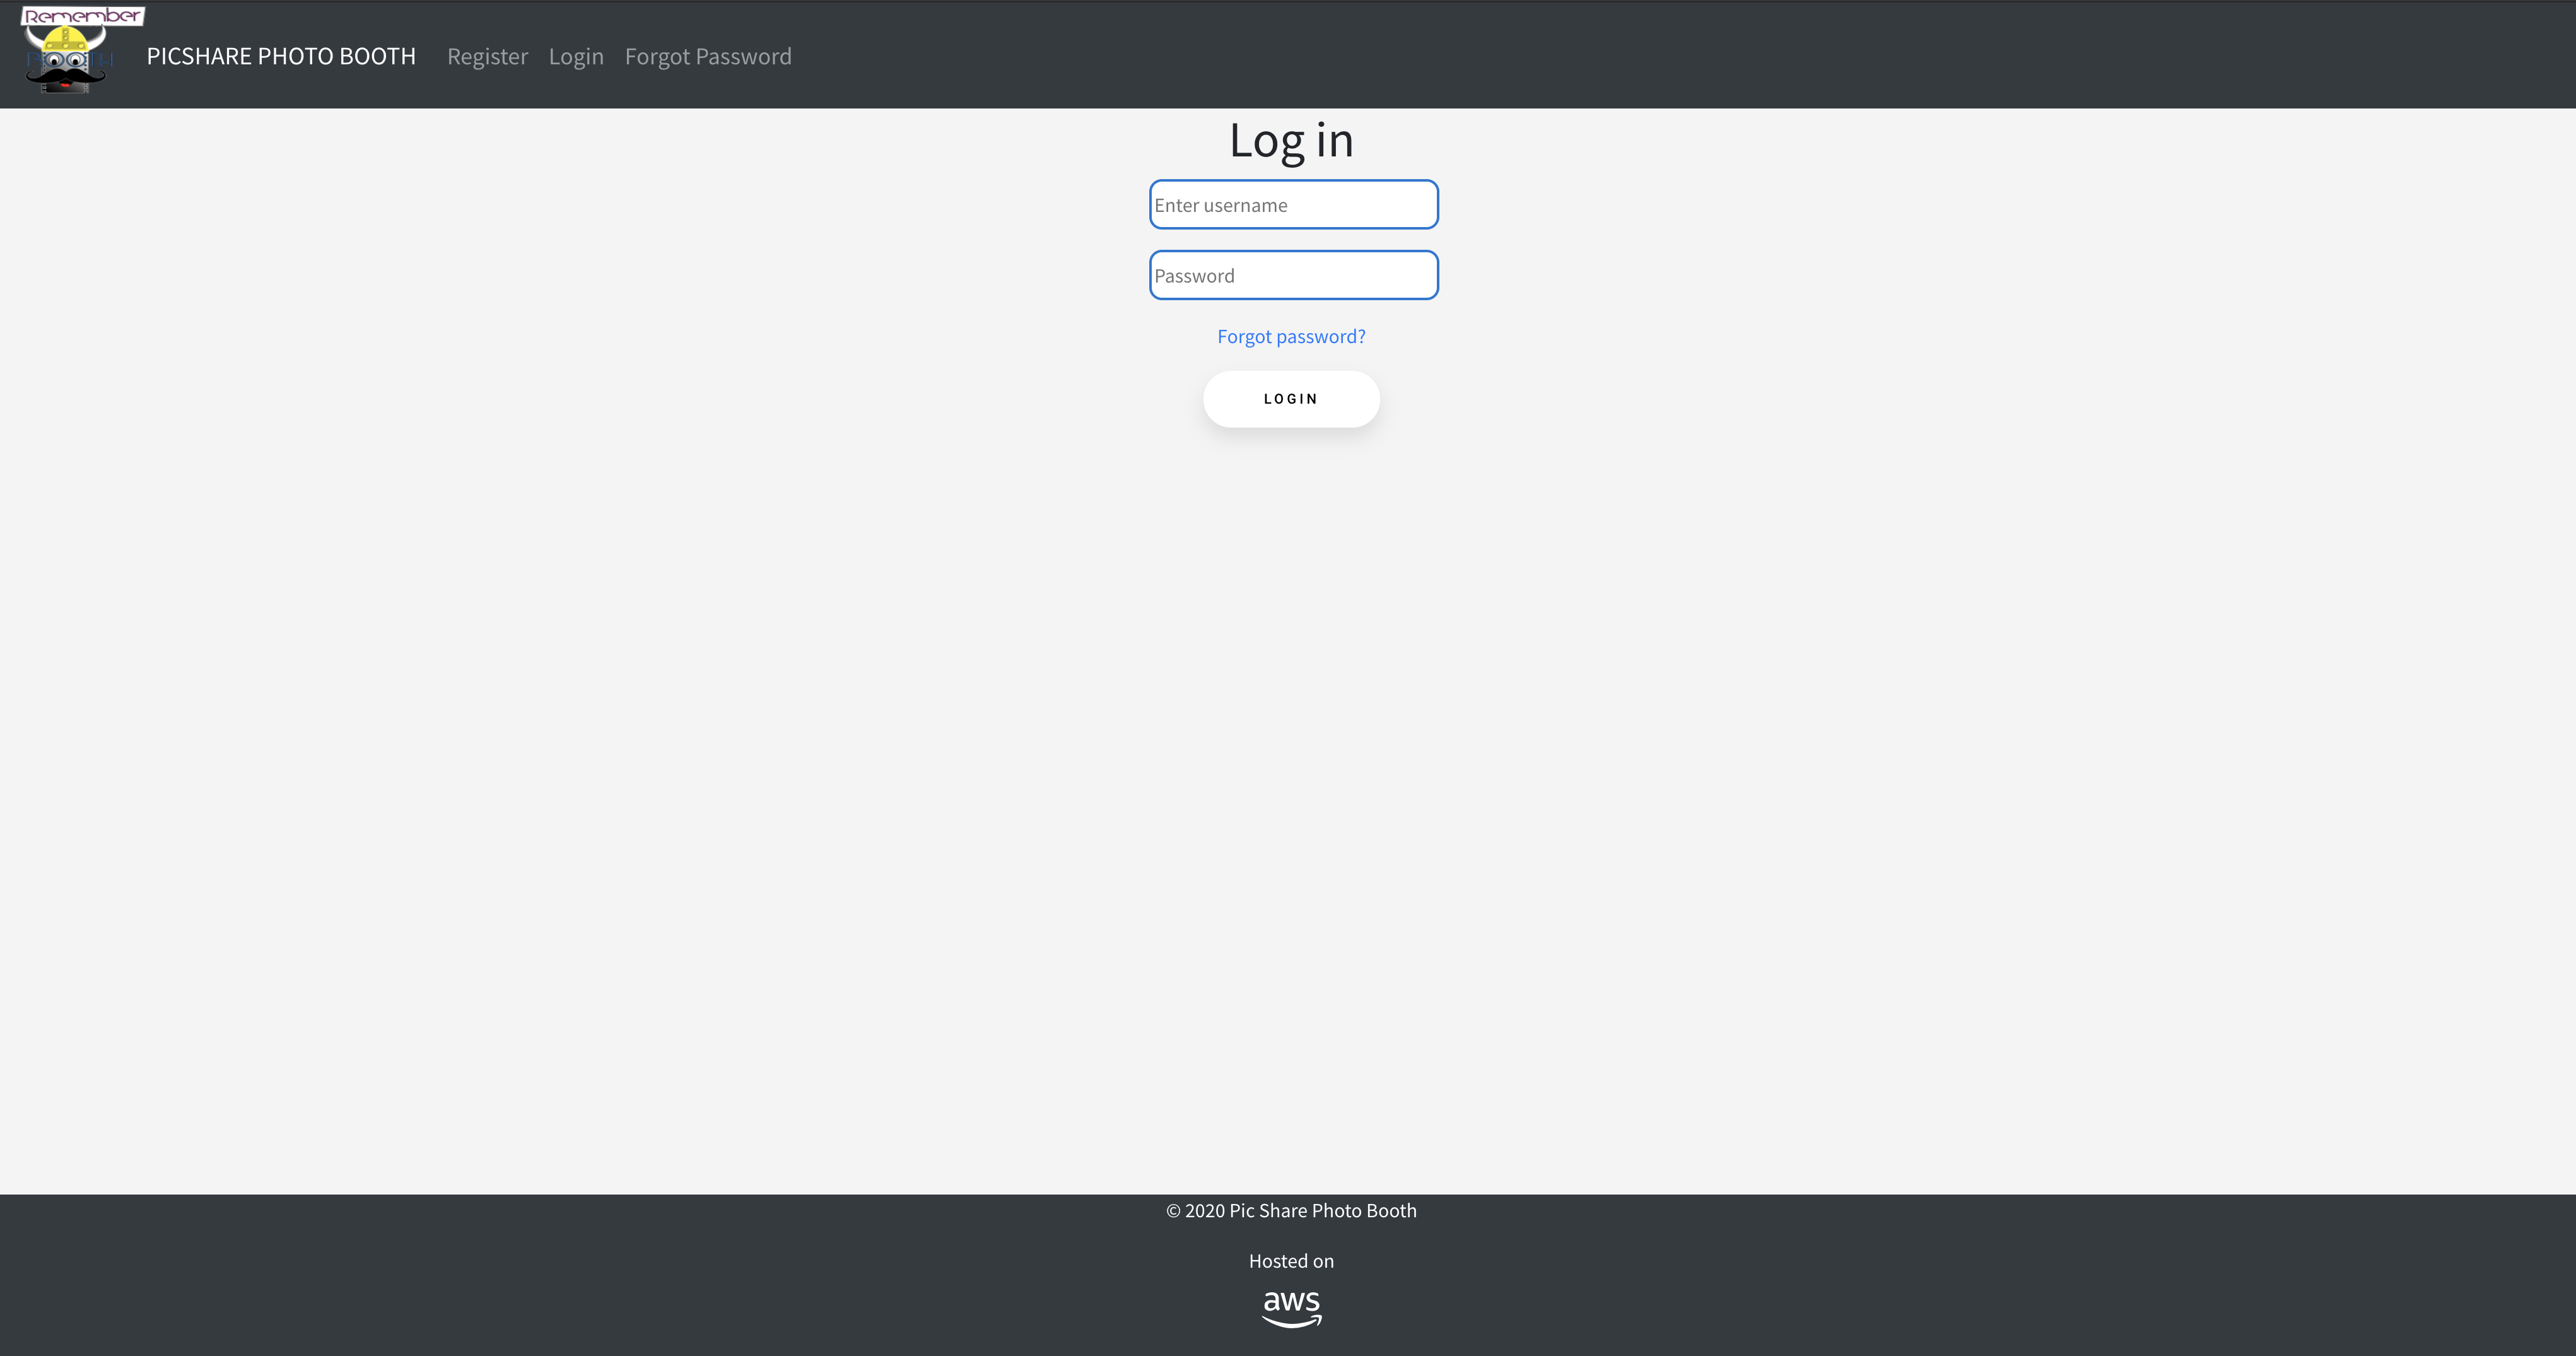 Remember
BOOTH
PICSHARE PHOTO BOOTH Register Login Forgot Password
Log in
Enter username
Password
Forgot password?
LOGIN
© 2020 Pic Share Photo Booth
Hosted on
aws